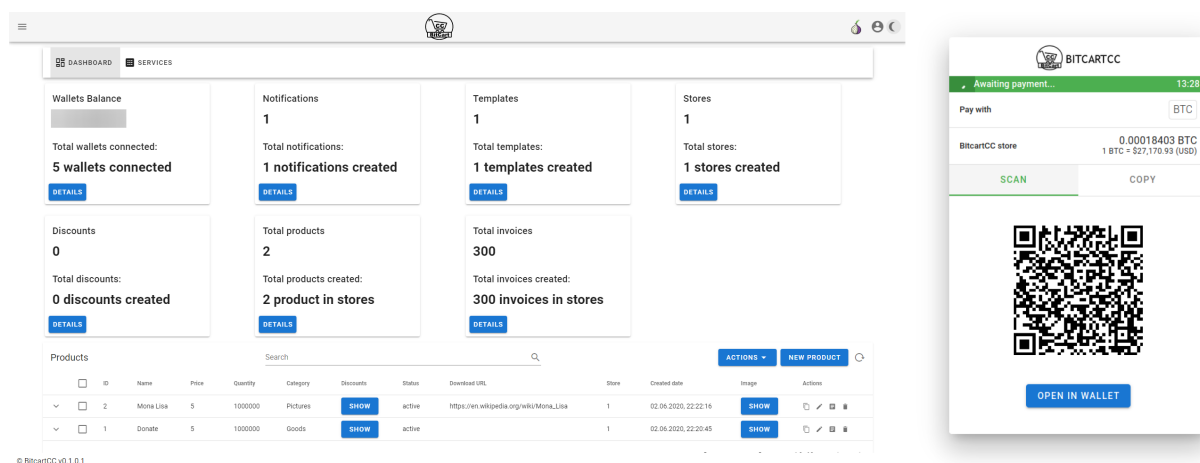 CC
BitCart
DASHBOARD SERVICES
Wallets Balance
Total wallets connected:
5 wallets connected
DETAILS
Notifications
1
Total notifications:
1 notifications created
DETAILS
Templates
1
Total templates:
1 templates created
DETAILS
Stores
1
Total stores:
1 stores created
DETAILS
Discounts
0
Total discounts:
0 discounts created
DETAILS
Total products
2
Total products created:
2 product in stores
DETAILS
Total invoices
300
Total invoices created:
300 invoices in stores
DETAILS
Products Search ACTIONS NEW PRODUCT
ID Name Price Quantity Category Discounts Status Download URL Store Created date Image Actions
2 Mona Lisa 5 1000000 Pictures SHOW active https://en.wikipedia.org/wiki/Mona_Lisa 1 02.06.2020, 22:22:16 SHOW
1 Donate 5 1000000 Goods SHOW active 1 02.06.2020, 22:20:45 SHOW
© BitcartCC v0.1.0.1
BITCARTCC
Awaiting payment... 13:28
Pay with BTC
BitcartCC store 0.00018403 BTC
1 BTC = $27,170.93 (USD)
SCAN COPY
OPEN IN WALLET